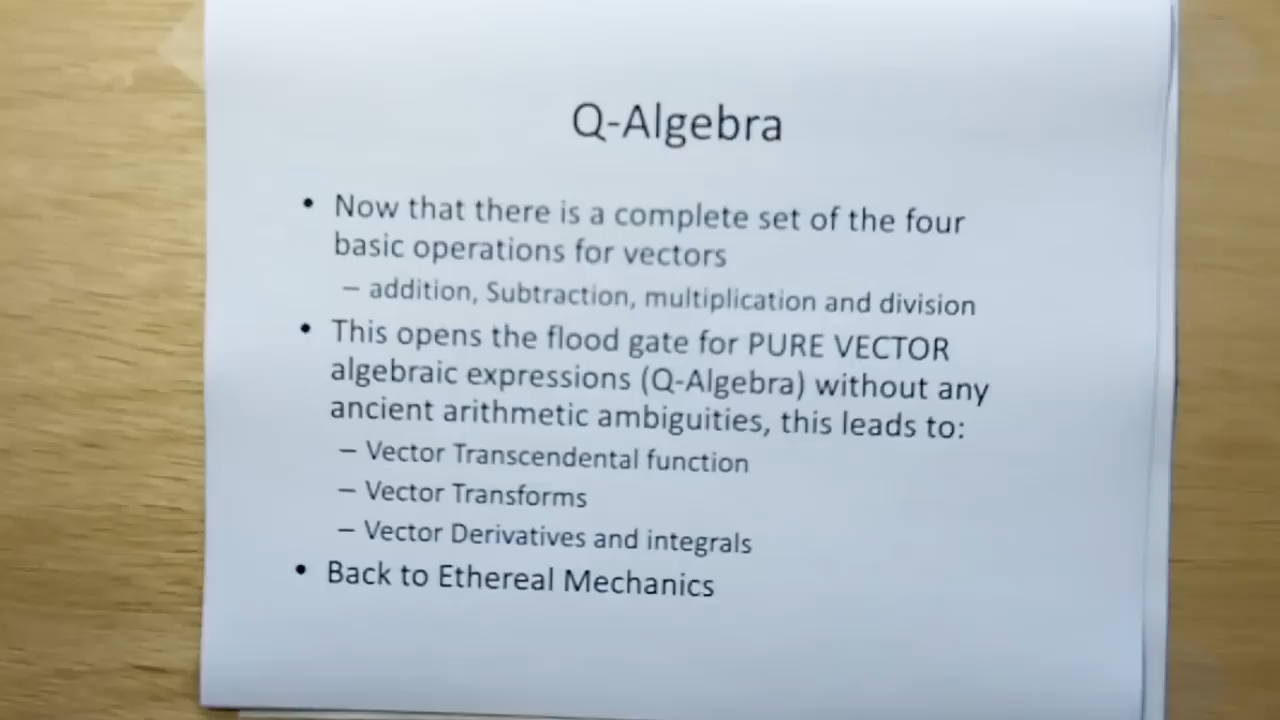 Q-Algebra
• Now that there is a complete set of the four
basic operations for vectors
– addition, Subtraction, multiplication and division
• This opens the flood gate for PURE VECTOR
algebraic expressions (Q-Algebra) without any
ancient arithmetic ambiguities, this leads to:
– Vector Transcendental function
– Vector Transforms
– Vector Derivatives and integrals
• Back to Ethereal Mechanics